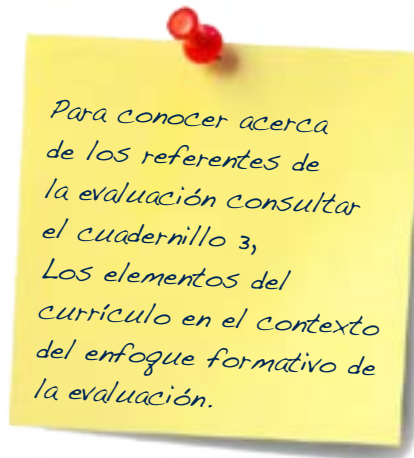 Para conocer acerca
de los referentes de
la evaluación consultar
el cuadernillo 3,
Los elementos del
currículo en el contexto
del enfoque formativo de
la evaluación.